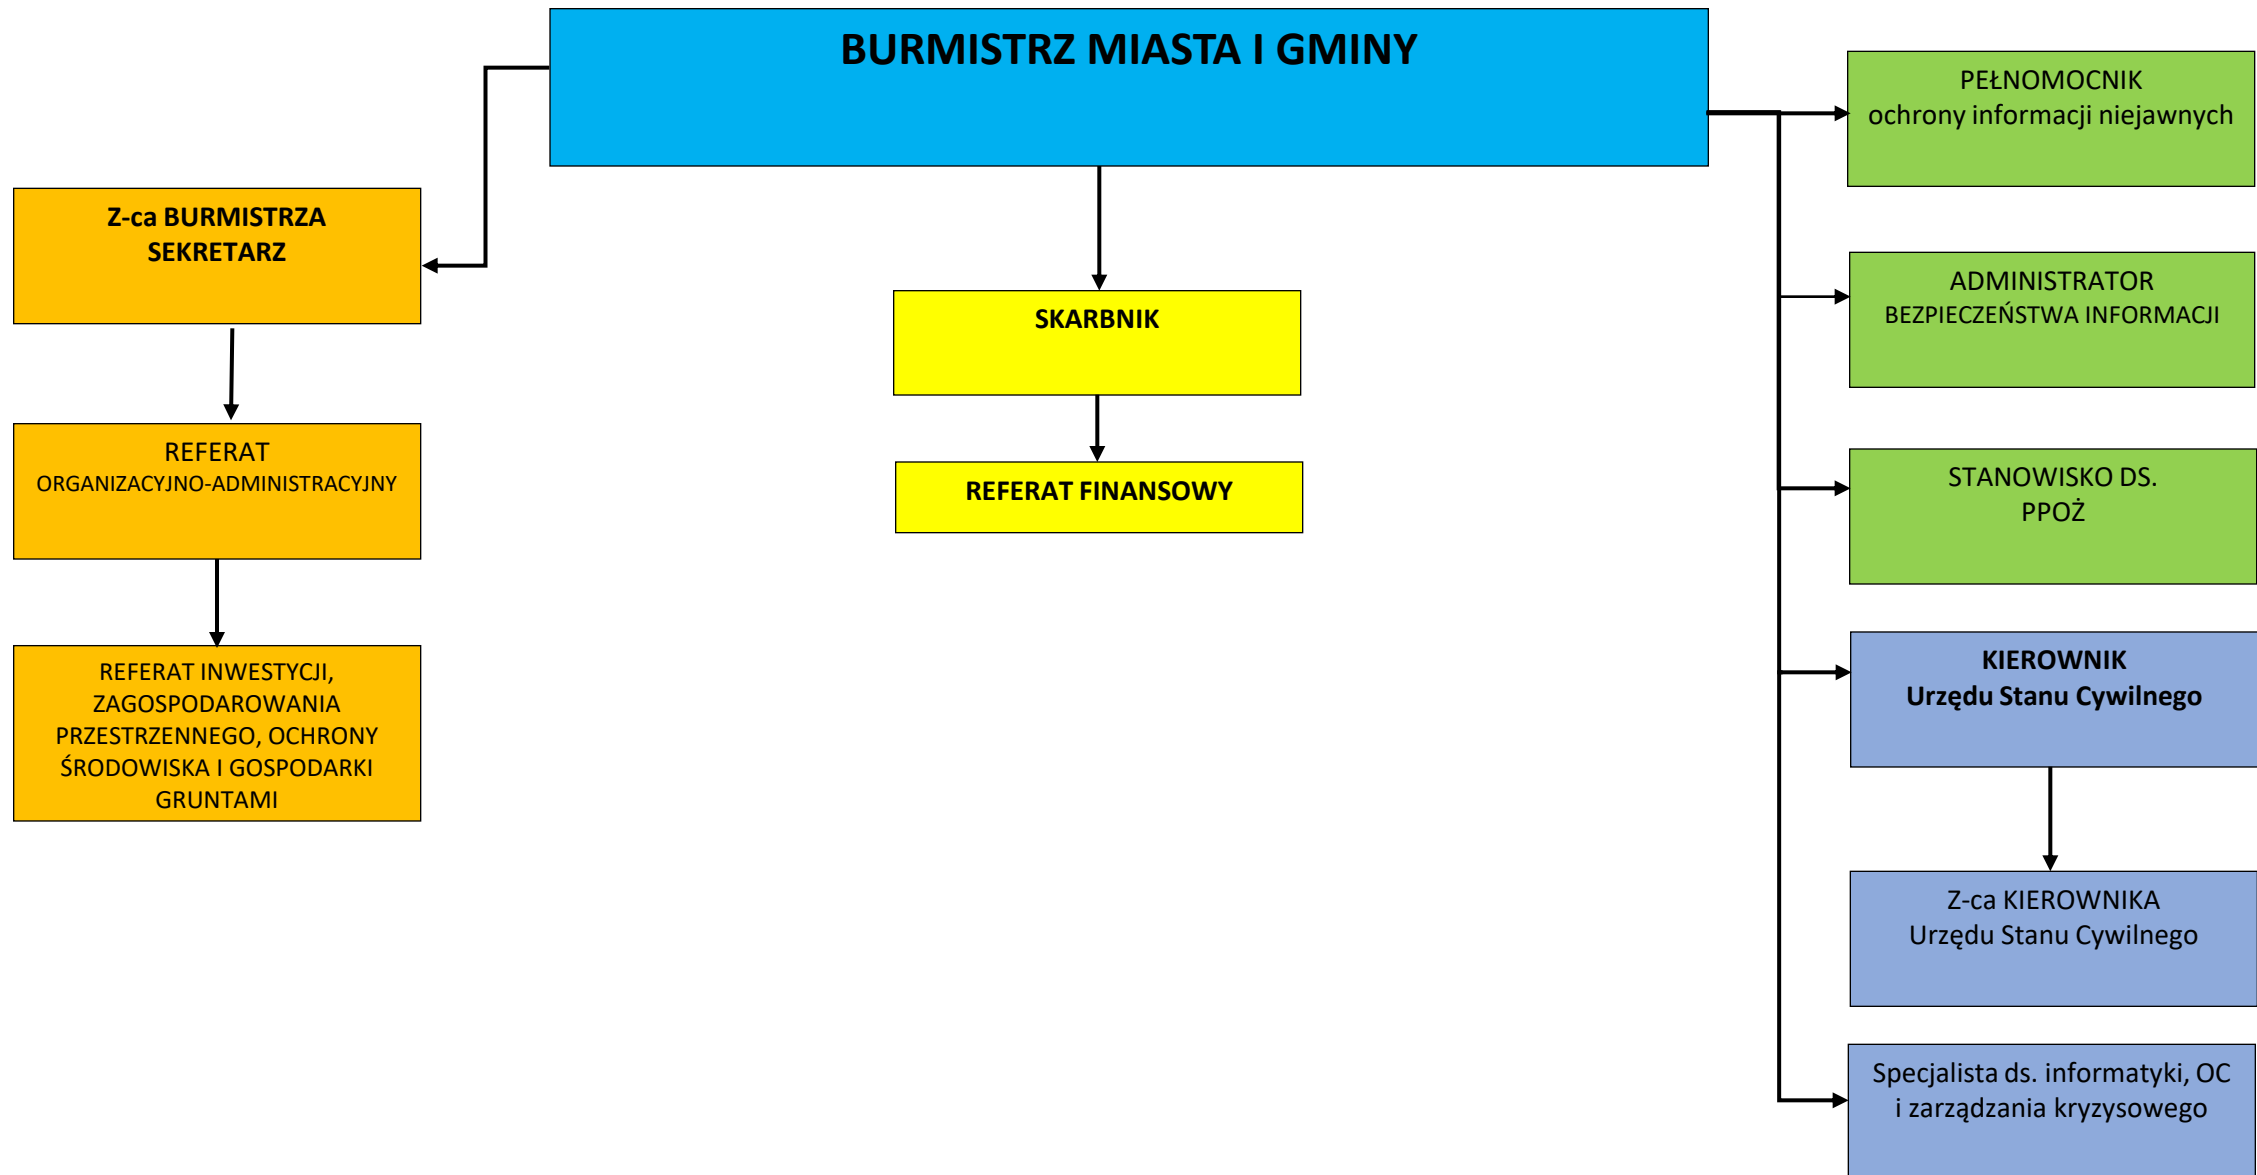 BURMISTRZ MIASTA I GMINY
PEŁNOMOCNIK
ochrony informacji niejawnych
Z-ca BURMISTRZA
SEKRETARZ
ADMINISTRATOR
BEZPIECZEŃSTWA INFORMACJI
SKARBNIK
REFERAT
ORGANIZACYJNO-ADMINISTRACYJNY
REFERAT FINANSOWY
STANOWISKO DS.
PPOŻ
REFERAT INWESTYCJI,
ZAGOSPODAROWANIA
PRZESTRZENNEGO, OCHRONY
ŚRODOWISKA I GOSPODARKI
GRUNTAMI
KIEROWNIK
Urzędu Stanu Cywilnego
Z-ca KIEROWNIKA
Urzędu Stanu Cywilnego
Specjalista ds. informatyki, OC
i zarządzania kryzysowego